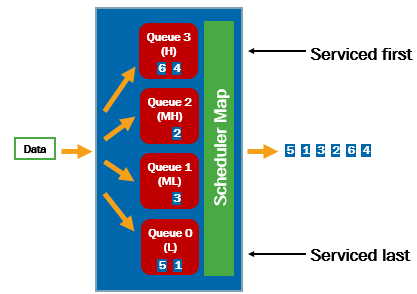 Queue 3
(H)
6 4
Serviced first
Queue 2
(MH)
2
Data
Scheduler Map
5 1 3 2 6 4
Queue 1
(ML)
3
Queue 0
(L)
5 1
Serviced last